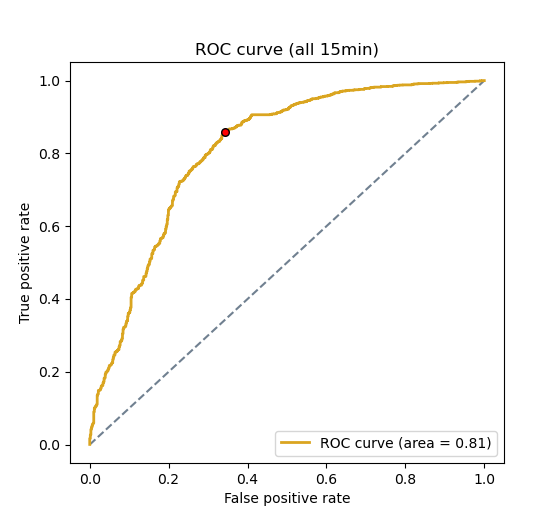 ROC curve (all 15min)
1.0
0.8
0.6
0.4
0.2
0.0
True positive rate
ROC curve (area = 0.81)
0.0 0.2 0.4 0.6 0.8 1.0
False positive rate